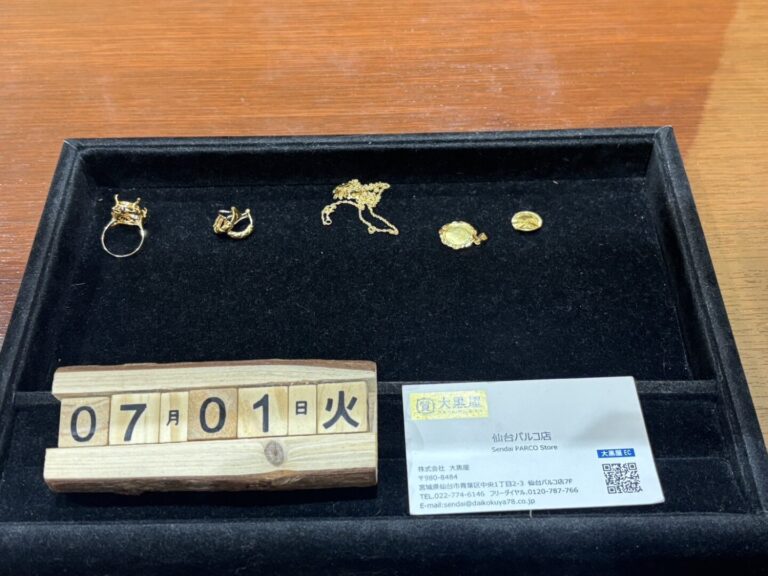 07月01日火
質 大黒屋
仙台パルコ店
Sendai PARCO Store
株式会社 大黒屋
大黒屋 EC
〒980-8484
宮城県仙台市青葉区中央1丁目2-3 仙台パルコ店7F
TEL.022-774-6146 フリーダイヤル.0120-787-766
E-mail:sendai@daikokuya78.co.jp